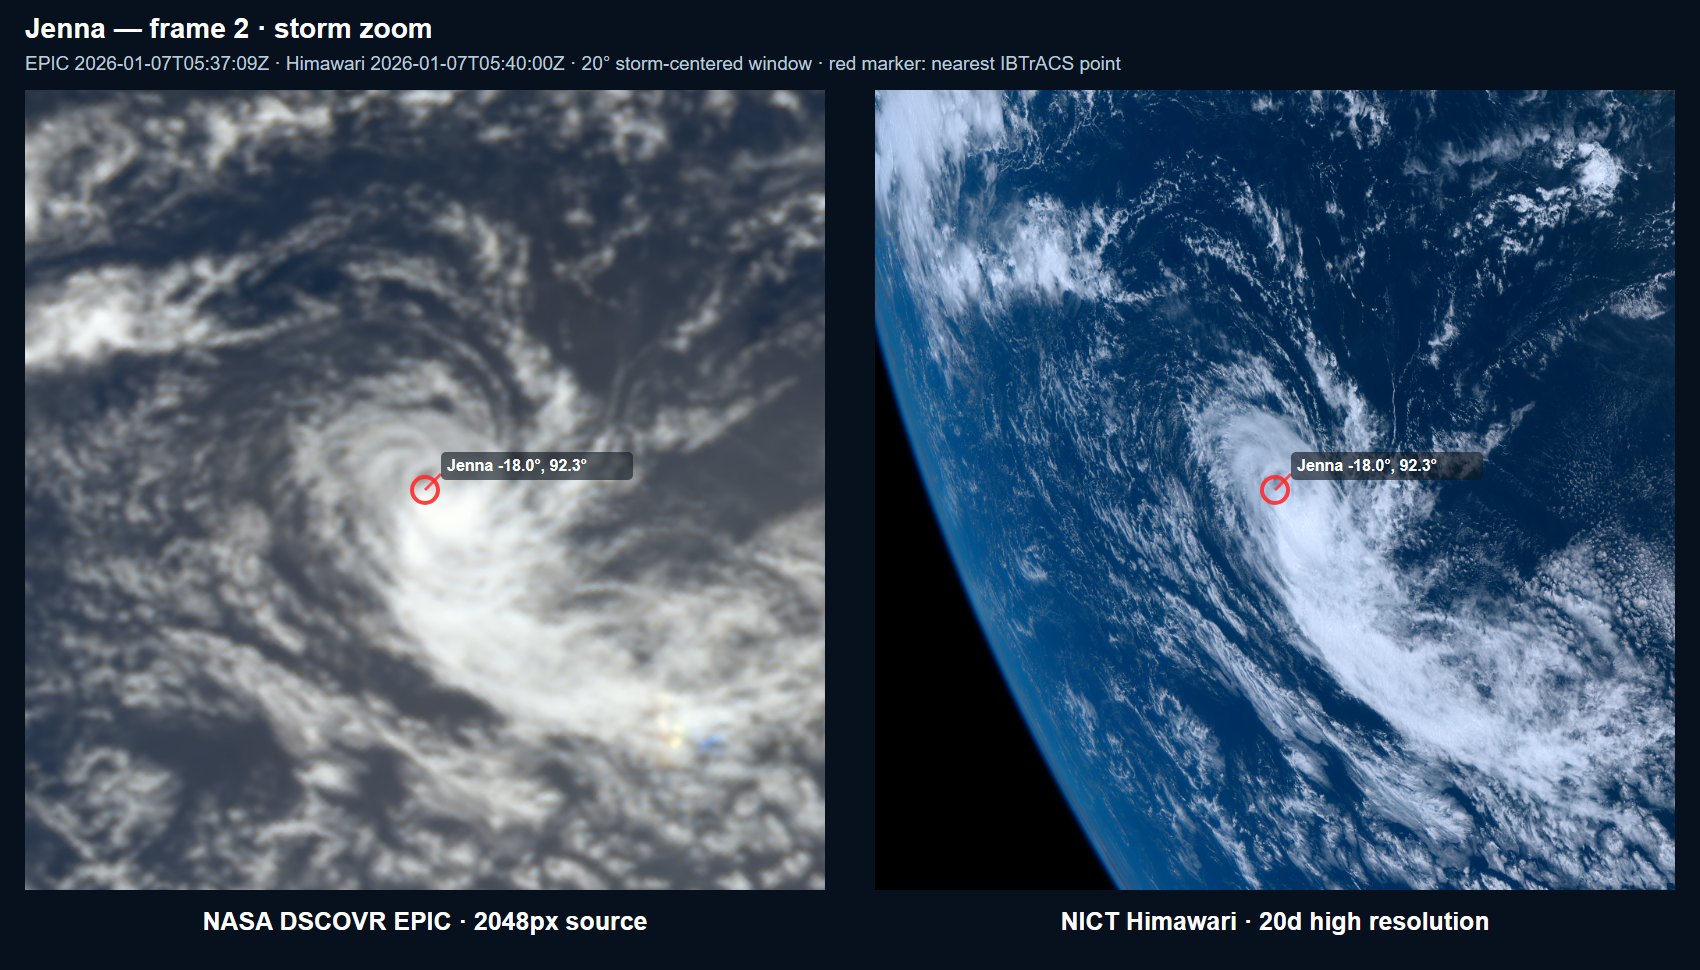 Jenna — frame 2 · storm zoom
EPIC 2026-01-07T05:37:09Z · Himawari 2026-01-07T05:40:00Z · 20° storm-centered window · red marker: nearest IBTrACS point
Jenna -18.0°, 92.3°
Jenna -18.0°, 92.3°
NASA DSCOVR EPIC · 2048px source
NICT Himawari · 20d high resolution